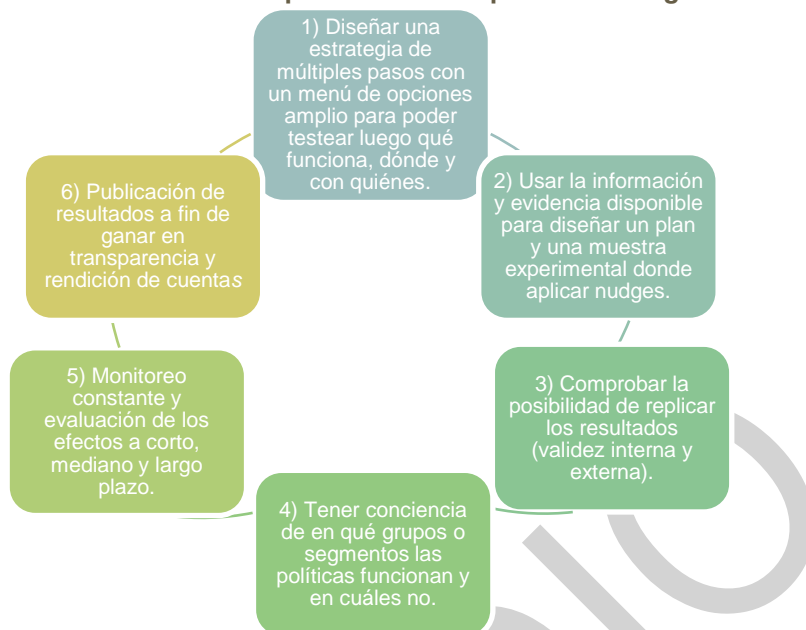 1) Diseñar una
estrategia de
múltiples pasos con
un menú de opciones
amplio para poder
testear luego qué
funciona, dónde y
con quiénes.
2) Usar la información
y evidencia disponible
para diseñar un plan
y una muestra
experimental donde
aplicar nudges.
3) Comprobar la
posibilidad de replicar
los resultados
(validez interna y
externa).
4) Tener conciencia
de en qué grupos o
segmentos las
políticas funcionan y
en cuáles no.
5) Monitoreo
constante y
evaluación de los
efectos a corto,
mediano y largo
plazo.
6) Publicación de
resultados a fin de
ganar en
transparencia y
rendición de cuentas